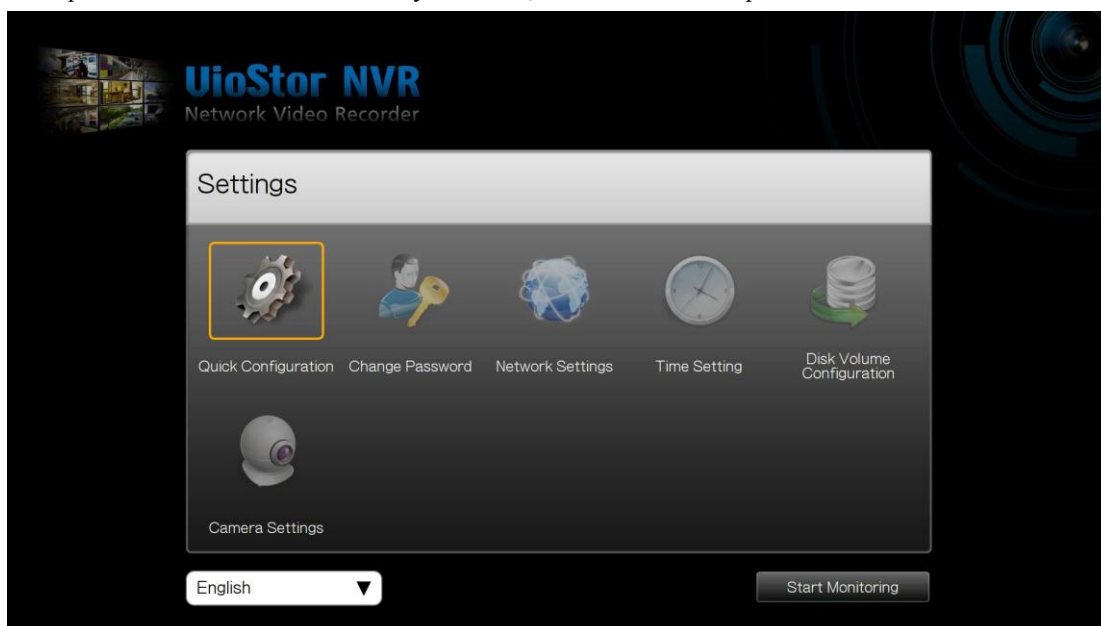 VioStor NVR
Network Video Recorder
Settings
Quick Configuration
Change Password
Network Settings
Time Setting
Disk Volume
Configuration
Camera Settings
English
Start Monitoring